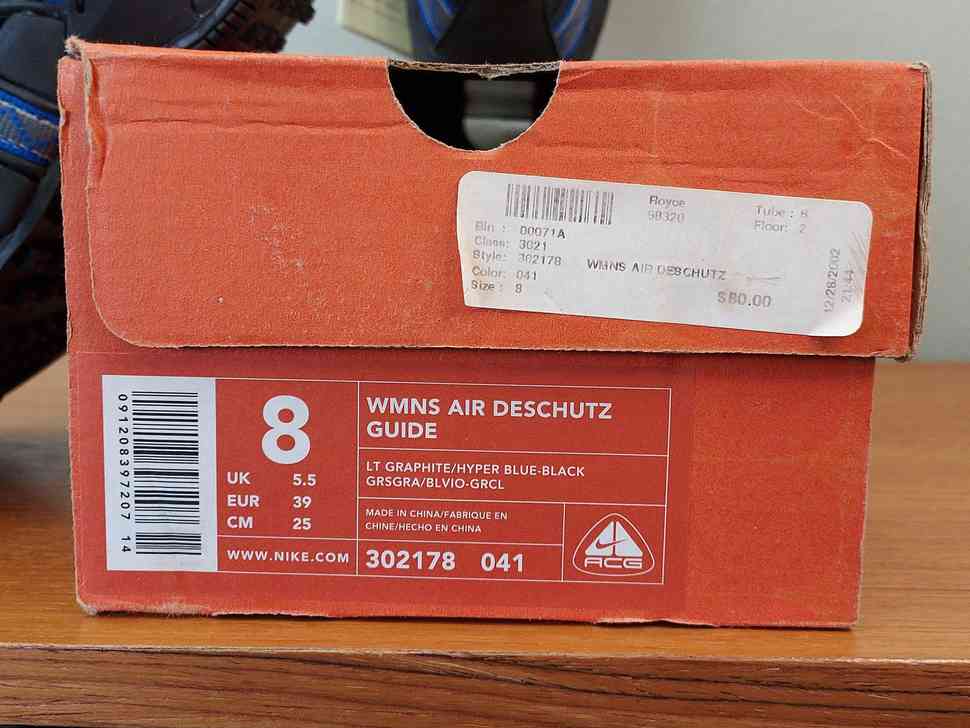 Royce
98320
Tube : 8
Floor: 2
Bin : 00071A
Class: 3021
Style: 302178 WMNS AIR DESCHUTZ
Color: 041
Size : 8
$80.00
12/28/2002
21:44
091208397207 14
8
UK 5.5
EUR 39
CM 25
WWW.NIKE.COM
WMNS AIR DESCHUTZ
GUIDE
LT GRAPHITE/HYPER BLUE-BLACK
GRSGRA/BLVIO-GRCL
MADE IN CHINA/FABRIQUE EN
CHINE/HECHO EN CHINA
302178 041
ACG